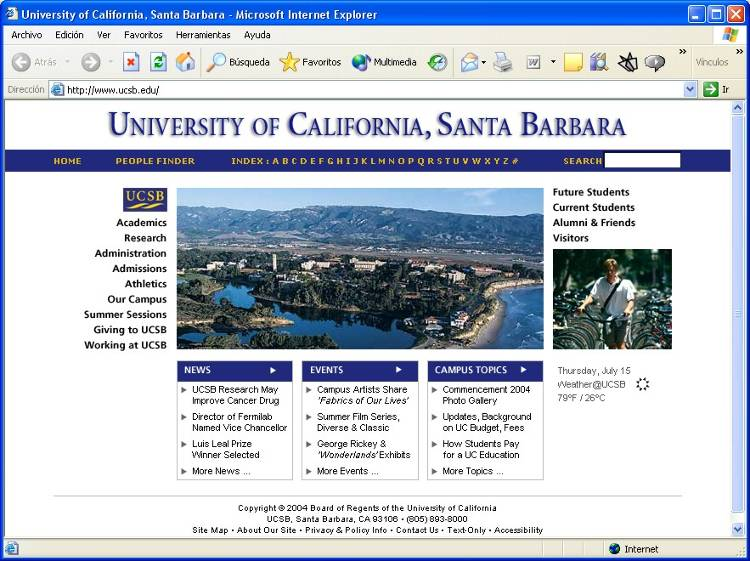 University of California, Santa Barbara - Microsoft Internet Explorer
Archivo Edición Ver Favoritos Herramientas Ayuda
Atrás Búsqueda Favoritos Multimedia Vínculos
Dirección http://www.ucsb.edu/ Ir
UNIVERSITY OF CALIFORNIA, SANTA BARBARA
HOME PEOPLE FINDER INDEX : A B C D E F G H I J K L M N O P Q R S T U V W X Y Z # SEARCH
UCSB
Academics
Research
Administration
Admissions
Athletics
Our Campus
Summer Sessions
Giving to UCSB
Working at UCSB
Future Students
Current Students
Alumni & Friends
Visitors
Thursday, July 15
Weather@UCSB
79°F / 26°C
NEWS
UCSB Research May
Improve Cancer Drug
Director of Fermilab
Named Vice Chancellor
Luis Leal Prize
Winner Selected
More News ...
EVENTS
Campus Artists Share
'Fabrics of Our Lives'
Summer Film Series,
Diverse & Classic
George Rickey &
'Wonderlands' Exhibits
More Events ...
CAMPUS TOPICS
Commencement 2004
Photo Gallery
Updates, Background
on UC Budget, Fees
How Students Pay
for a UC Education
More Topics ...
Copyright © 2004 Board of Regents of the University of California
UCSB, Santa Barbara, CA 93106 • (805) 893-8000
Site Map • About Our Site • Privacy & Policy Info • Contact Us • Text-Only • Accessibility
Internet